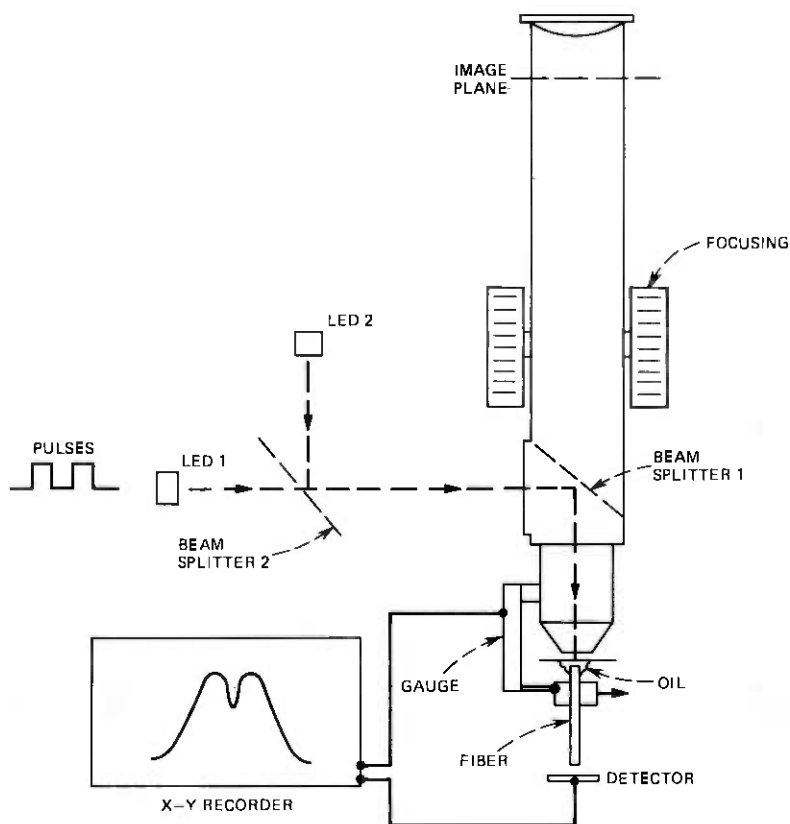 IMAGE
PLANE
FOCUSING
LED 2
PULSES
LED 1
BEAM
SPLITTER 1
BEAM
SPLITTER 2
GAUGE
OIL
FIBER
DETECTOR
X-Y RECORDER